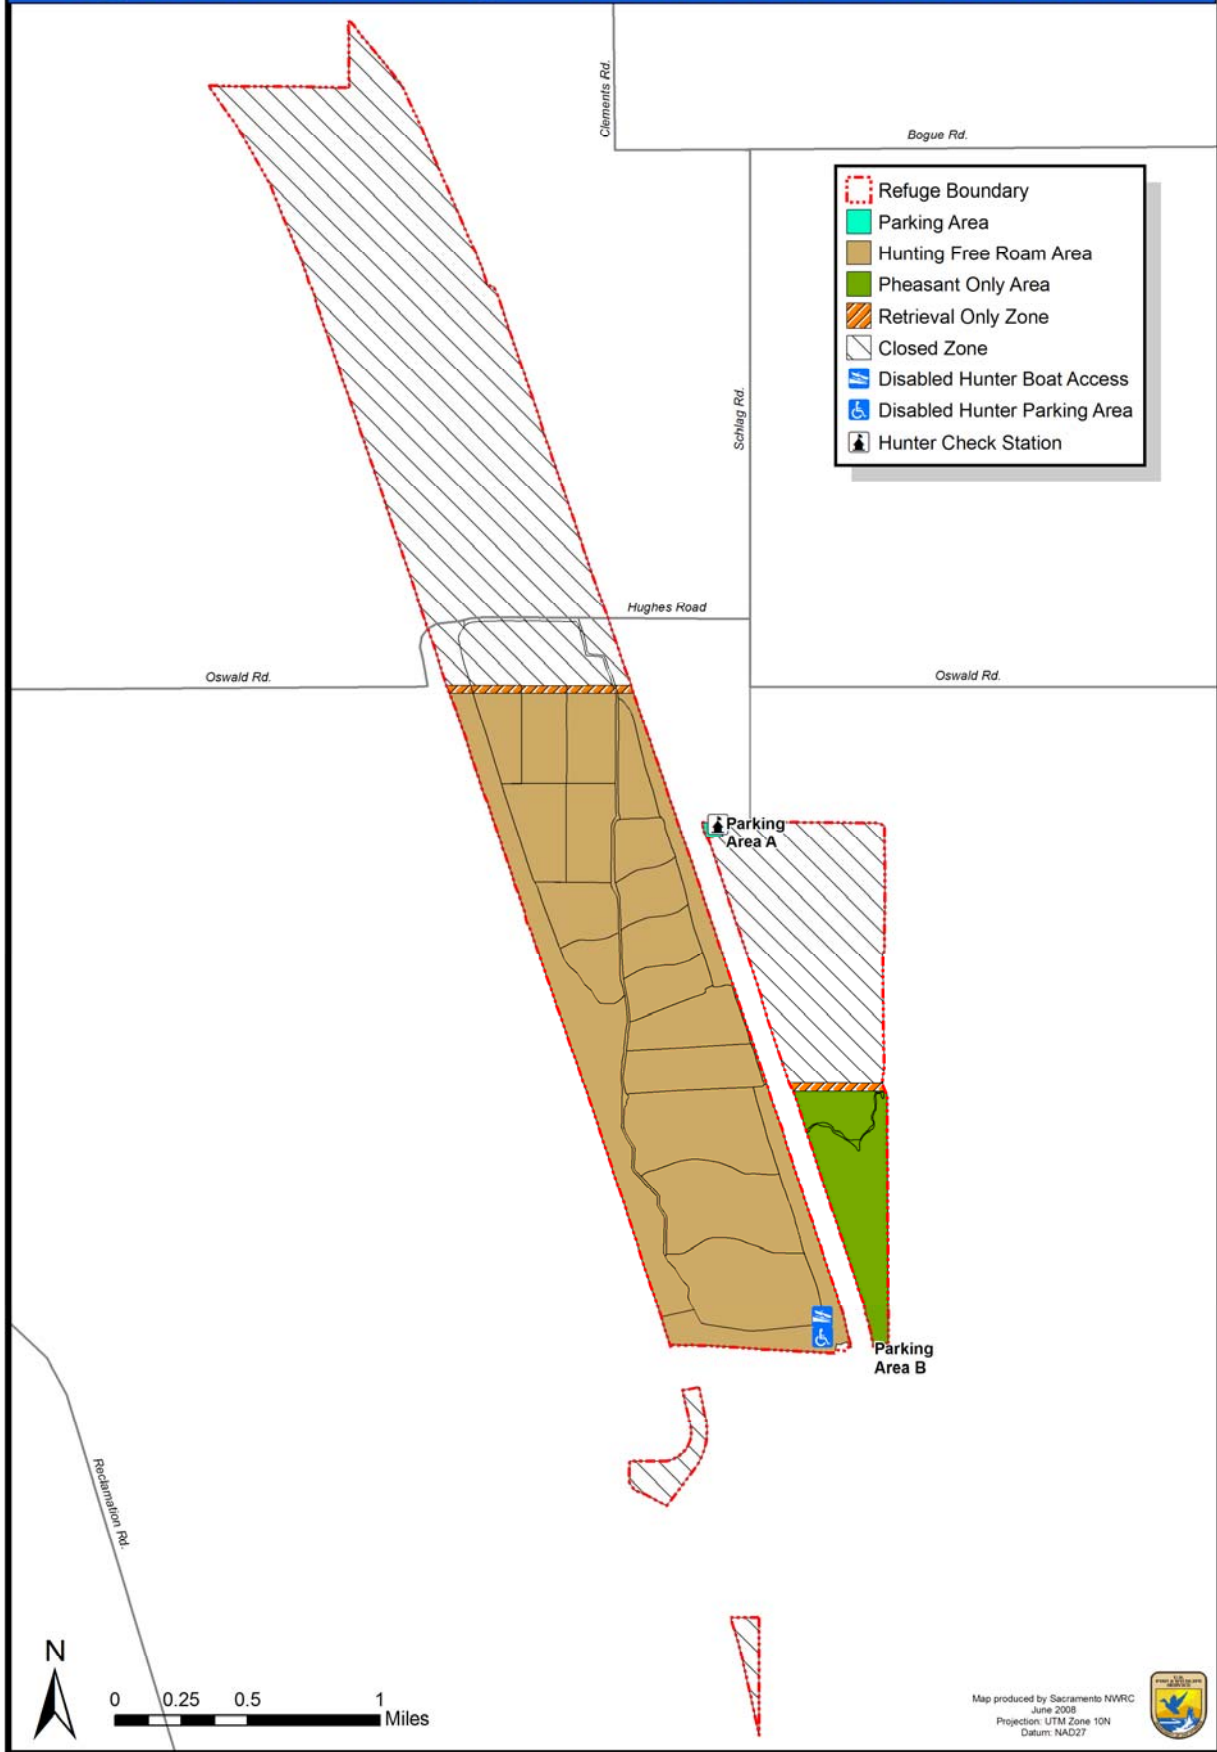 Clements Rd.
Bogue Rd.
Refuge Boundary
Parking Area
Hunting Free Roam Area
Pheasant Only Area
Retrieval Only Zone
Closed Zone
Disabled Hunter Boat Access
Disabled Hunter Parking Area
Hunter Check Station
Schlag Rd.
Hughes Road
Oswald Rd.
Oswald Rd.
Parking
Area A
Parking
Area B
Reclamation Rd.
N
0 0.25 0.5 1
Miles
Map produced by Sacramento NWRC
June 2008
Projection: UTM Zone 10N
Datum: NAD27
U.S.
FISH & WILDLIFE
SERVICE